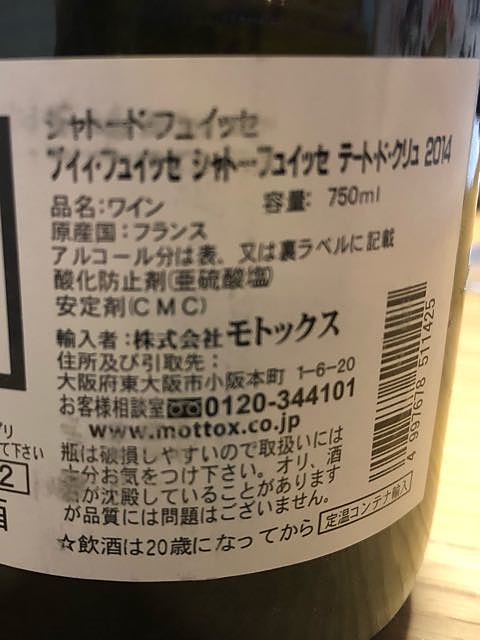 シャトード・フュイッセ
プイィ・フュイッセ シャトー・フュイッセ テート・ド・クリュ 2014
品名:ワイン 容量: 750ml
原産国:フランス
アルコール分は表、又は裏ラベルに記載
酸化防止剤(亜硫酸塩)
安定剤(CMC)
輸入者:株式会社 モトックス
住所及び引取先:
大阪府東大阪市小阪本町 1-6-20
お客様相談室 0120-344101
www.mottox.co.jp
瓶は破損しやすいので取扱いには
十分お気をつけ下さい。オリ、酒
石が沈殿していることがあります
が品質には問題はございません。
☆飲酒は20歳になってから 定温コンテナ輸入
4 997678 511425
て下さい
2